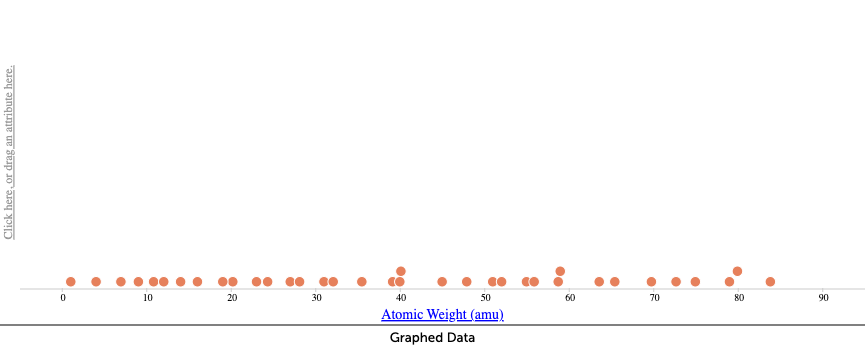 Click here, or drag an attribute here.
0 10 20 30 40 50 60 70 80 90
Atomic Weight (amu)
Graphed Data